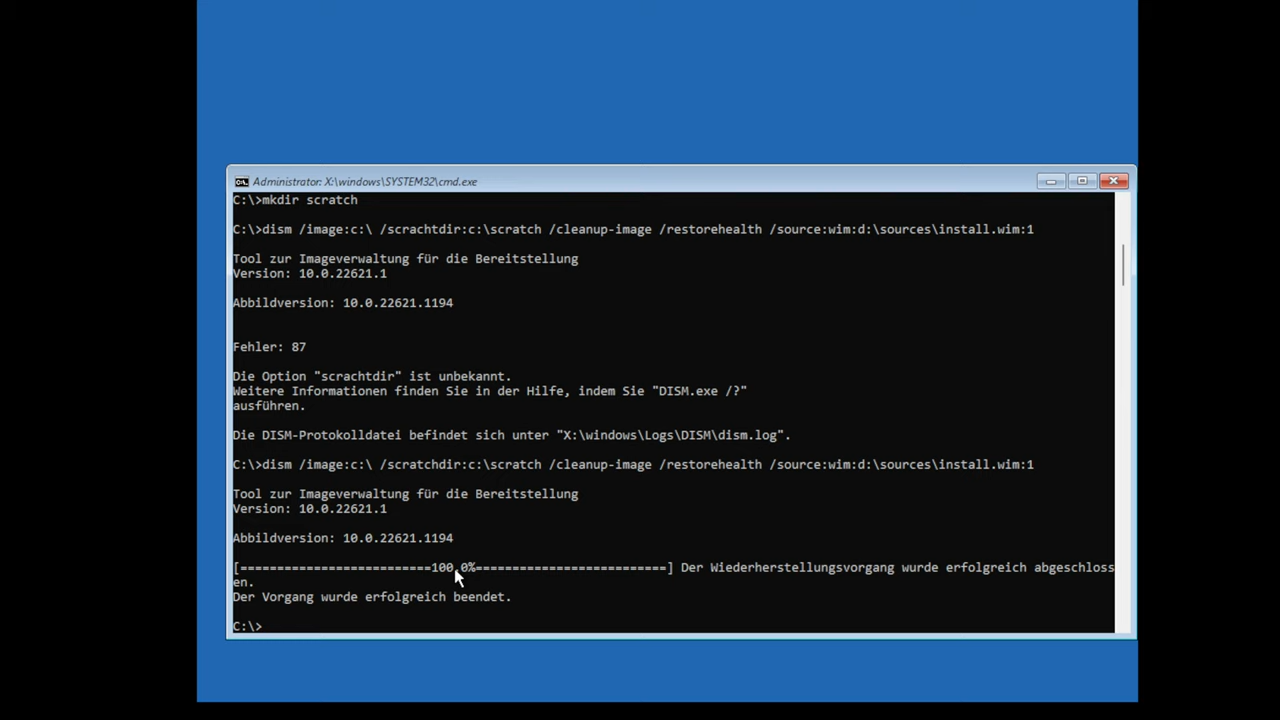 Administrator: X:\windows\SYSTEM32\cmd.exe
C:\>mkdir scratch
C:\>dism /image:c:\ /scrachtdir:c:\scratch /cleanup-image /restorehealth /source:wim:d:\sources\install.wim:1
Tool zur Imageverwaltung für die Bereitstellung
Version: 10.0.22621.1
Abbildversion: 10.0.22621.1194
Fehler: 87
Die Option "scrachtdir" ist unbekannt.
Weitere Informationen finden Sie in der Hilfe, indem Sie "DISM.exe /?"
ausführen.
Die DISM-Protokolldatei befindet sich unter "X:\windows\Logs\DISM\dism.log".
C:\>dism /image:c:\ /scratchdir:c:\scratch /cleanup-image /restorehealth /source:wim:d:\sources\install.wim:1
Tool zur Imageverwaltung für die Bereitstellung
Version: 10.0.22621.1
Abbildversion: 10.0.22621.1194
[==========================100.0%==========================] Der Wiederherstellungsvorgang wurde erfolgreich abgeschloss
en.
Der Vorgang wurde erfolgreich beendet.
C:\>